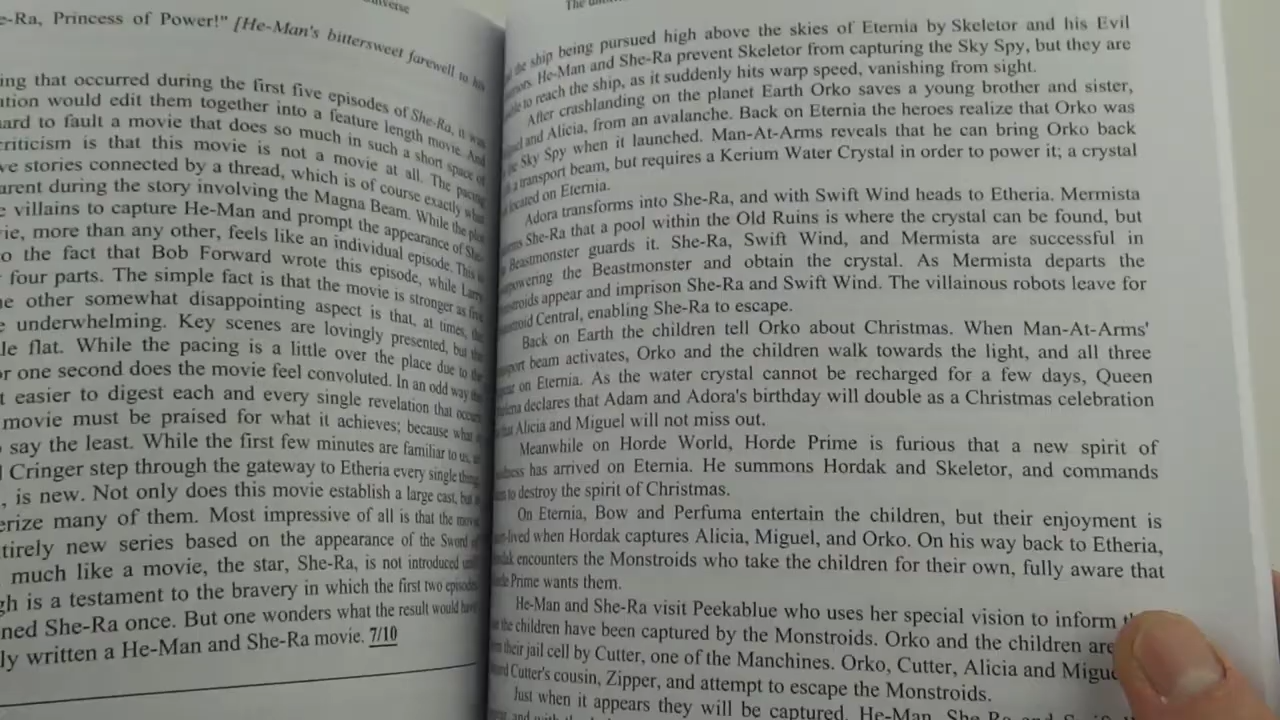 e-Ra, Princess of Power!" [He-Man's bittersweet farewell to his
ing that occurred during the first five episodes of She-Ra, it was
ation would edit them together into a feature length movie. And
ard to fault a movie that does so much in such a short space of
criticism is that this movie is not a movie at all. The pacing
ve stories connected by a thread, which is of course exactly what
arent during the story involving the Magna Beam. While the plot
e villains to capture He-Man and prompt the appearance of She-
ie, more than any other, feels like an individual episode. This is
o the fact that Bob Forward wrote this episode, while Larry
four parts. The simple fact is that the movie is stronger as five
e other somewhat disappointing aspect is that, at times, the
e underwhelming. Key scenes are lovingly presented, but the
le flat. While the pacing is a little over the place due to the
or one second does the movie feel convoluted. In an odd way the
t easier to digest each and every single revelation that occurs
movie must be praised for what it achieves; because what
o say the least. While the first few minutes are familiar to us, as
d Cringer step through the gateway to Etheria every single thing
, is new. Not only does this movie establish a large cast, but
erize many of them. Most impressive of all is that the movie
tirely new series based on the appearance of the Sword of
much like a movie, the star, She-Ra, is not introduced until
gh is a testament to the bravery in which the first two episodes
ned She-Ra once. But one wonders what the result would have
ly written a He-Man and She-Ra movie. 7/10
the ship being pursued high above the skies of Eternia by Skeletor and his Evil
He-Man and She-Ra prevent Skeletor from capturing the Sky Spy, but they are
to reach the ship, as it suddenly hits warp speed, vanishing from sight.
After crashlanding on the planet Earth Orko saves a young brother and sister,
and Alicia, from an avalanche. Back on Eternia the heroes realize that Orko was
Sky Spy when it launched. Man-At-Arms reveals that he can bring Orko back
a transport beam, but requires a Kerium Water Crystal in order to power it; a crystal
located on Eternia.
Adora transforms into She-Ra, and with Swift Wind heads to Etheria. Mermista
She-Ra that a pool within the Old Ruins is where the crystal can be found, but
Beastmonster guards it. She-Ra, Swift Wind, and Mermista are successful in
powering the Beastmonster and obtain the crystal. As Mermista departs the
appear and imprison She-Ra and Swift Wind. The villainous robots leave for
Central, enabling She-Ra to escape.
Back on Earth the children tell Orko about Christmas. When Man-At-Arms'
beam activates, Orko and the children walk towards the light, and all three
on Eternia. As the water crystal cannot be recharged for a few days, Queen
declares that Adam and Adora's birthday will double as a Christmas celebration
that Alicia and Miguel will not miss out.
Meanwhile on Horde World, Horde Prime is furious that a new spirit of
has arrived on Eternia. He summons Hordak and Skeletor, and commands
to destroy the spirit of Christmas.
On Eternia, Bow and Perfuma entertain the children, but their enjoyment is
-lived when Hordak captures Alicia, Miguel, and Orko. On his way back to Etheria,
encounters the Monstroids who take the children for their own, fully aware that
Prime wants them.
He-Man and She-Ra visit Peekablue who uses her special vision to inform
the children have been captured by the Monstroids. Orko and the children are
their jail cell by Cutter, one of the Manchines. Orko, Cutter, Alicia and Migue
Cutter's cousin, Zipper, and attempt to escape the Monstroids.
Just when it appears they will be captured, He-Man, She-Ra